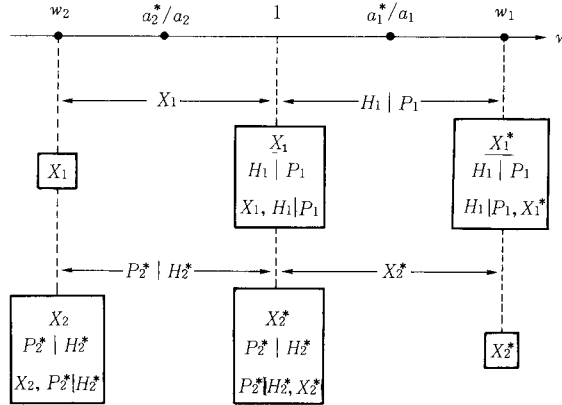 w₂ a₂*/a₂ 1 a₁*/a₁ w₁
X₁ H₁ | P₁
X₁ X₁ X₁*
H₁ | P₁ H₁ | P₁
X₁, H₁|P₁ H₁|P₁, X₁*
P₂* | H₂* X₂*
X₂ X₂*
P₂* | H₂* P₂* | H₂* X₂*
X₂, P₂*|H₂* P₂*|H₂*, X₂*